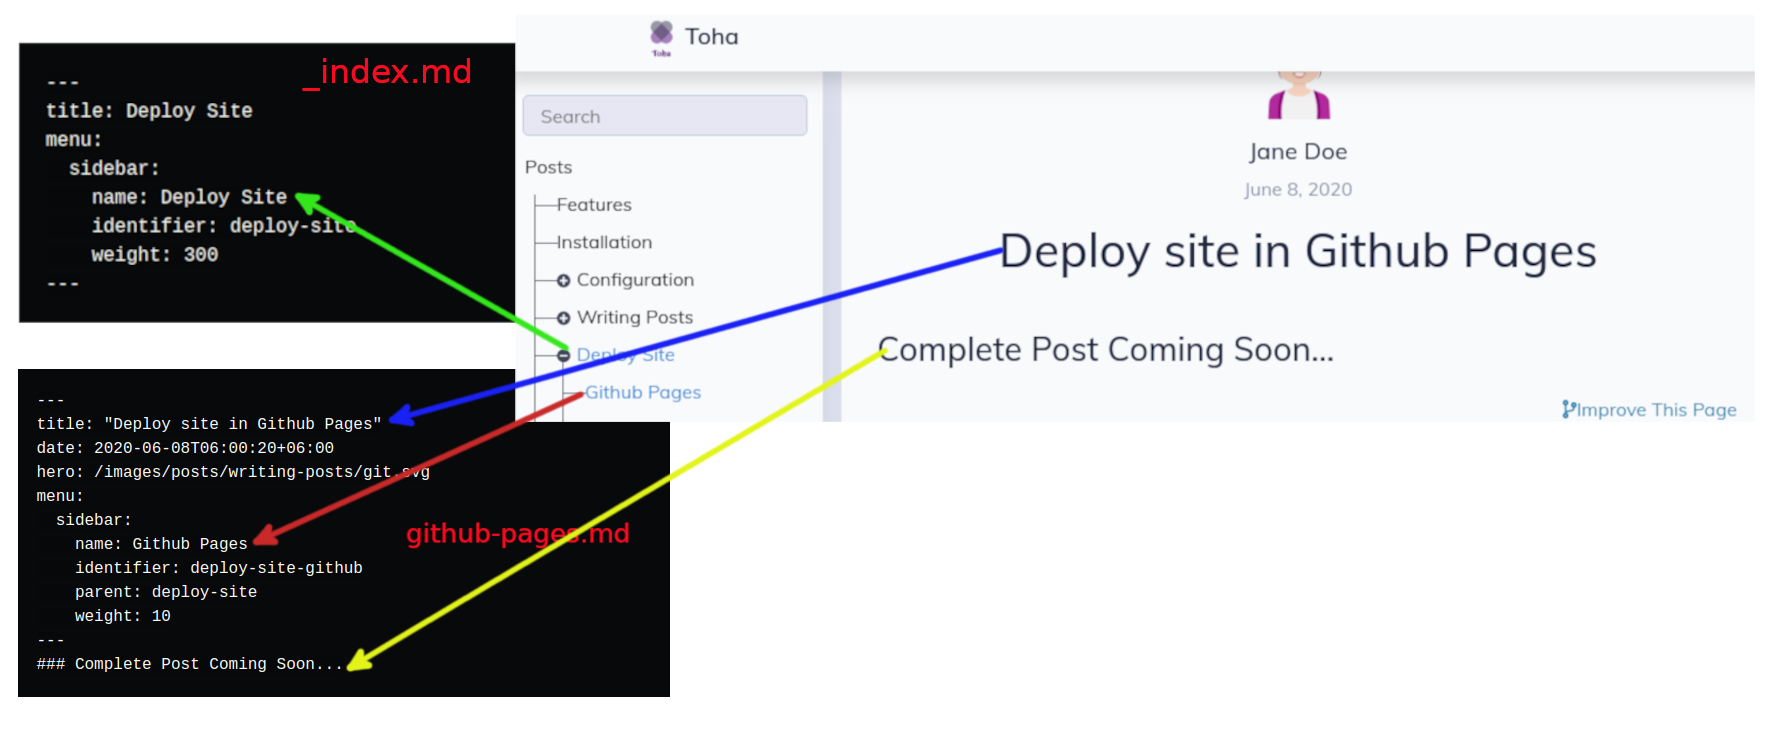 _index.md
---
title: Deploy Site
menu:
  sidebar:
    name: Deploy Site
    identifier: deploy-site
    weight: 300
---
---
title: "Deploy site in Github Pages"
date: 2020-06-08T06:00:20+06:00
hero: /images/posts/writing-posts/git.svg
menu:
  sidebar:
    name: Github Pages
    identifier: deploy-site-github
    parent: deploy-site
    weight: 10
---
### Complete Post Coming Soon...
github-pages.md
Toha
Toha
Search
Posts
Features
Installation
Configuration
Writing Posts
Deploy Site
Github Pages
Jane Doe
June 8, 2020
Deploy site in Github Pages
Complete Post Coming Soon...
Improve This Page